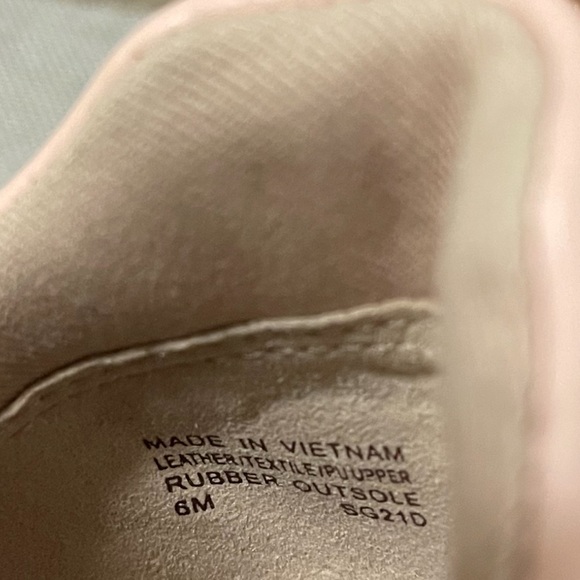 MADE IN VIETNAM
LEATHER/TEXTILE/PU UPPER
RUBBER OUTSOLE
6M SG21D